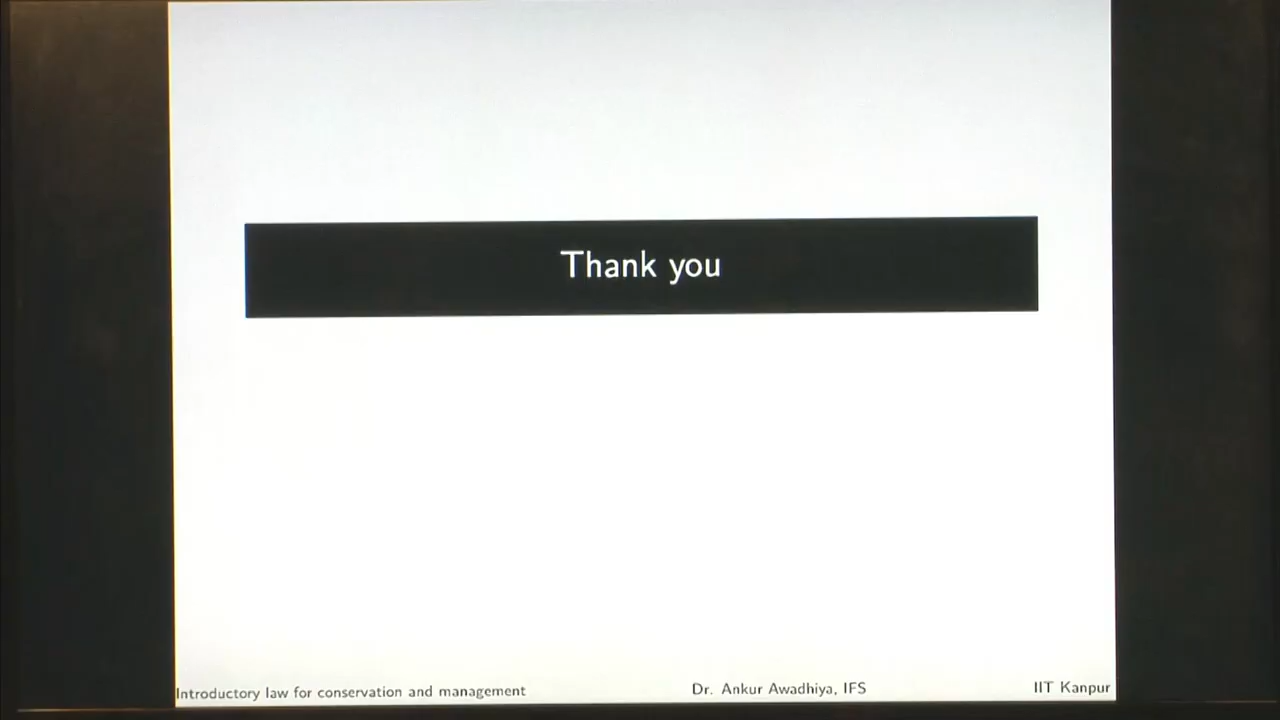 Thank you
Introductory law for conservation and management Dr. Ankur Awadhiya, IFS IIT Kanpur